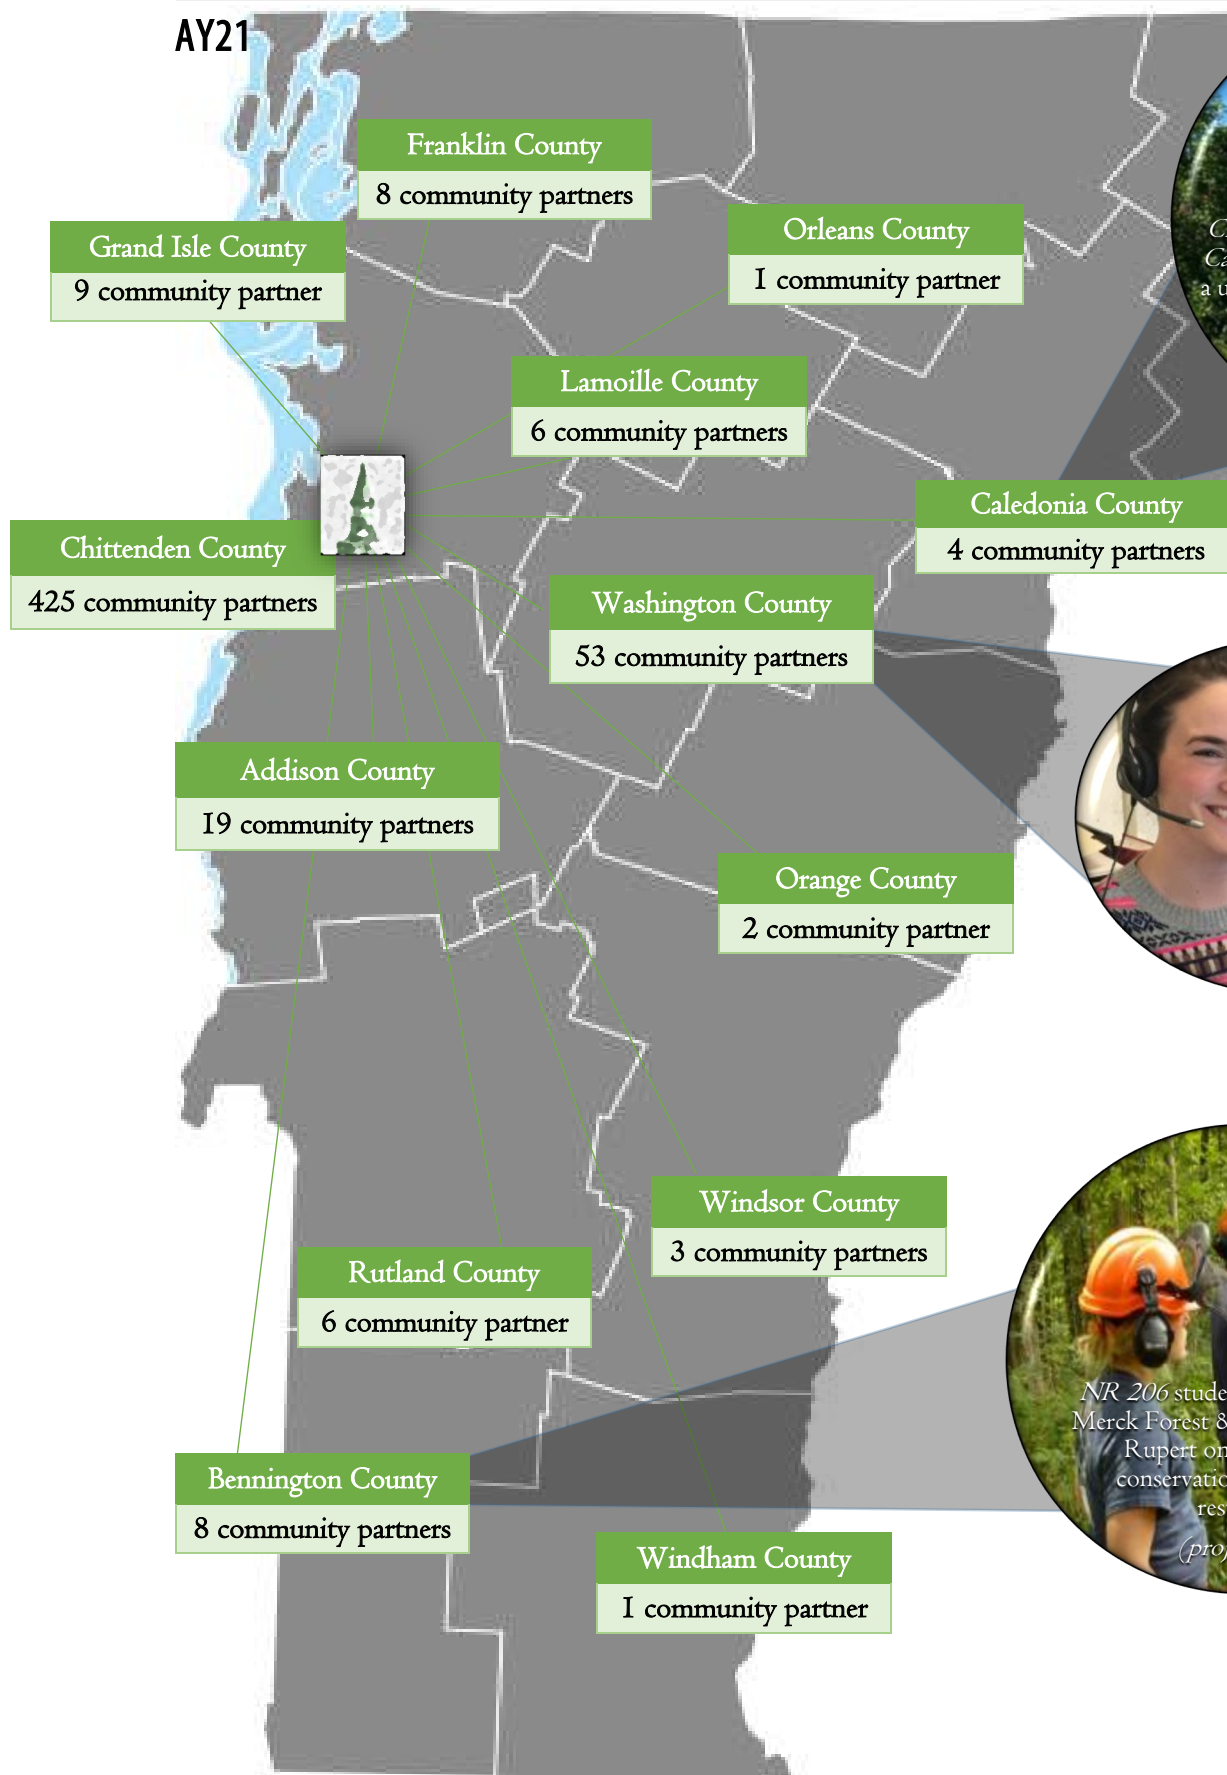 AY21
Franklin County
8 community partners
Grand Isle County
9 community partner
Orleans County
1 community partner
Lamoille County
6 community partners
Caledonia County
4 community partners
Chittenden County
425 community partners
Washington County
53 community partners
Addison County
19 community partners
Orange County
2 community partner
Windsor County
3 community partners
Rutland County
6 community partner
Bennington County
8 community partners
Windham County
1 community partner
a u
NR 206 stude
Merck Forest &
Rupert on
conservatio
res
(proj